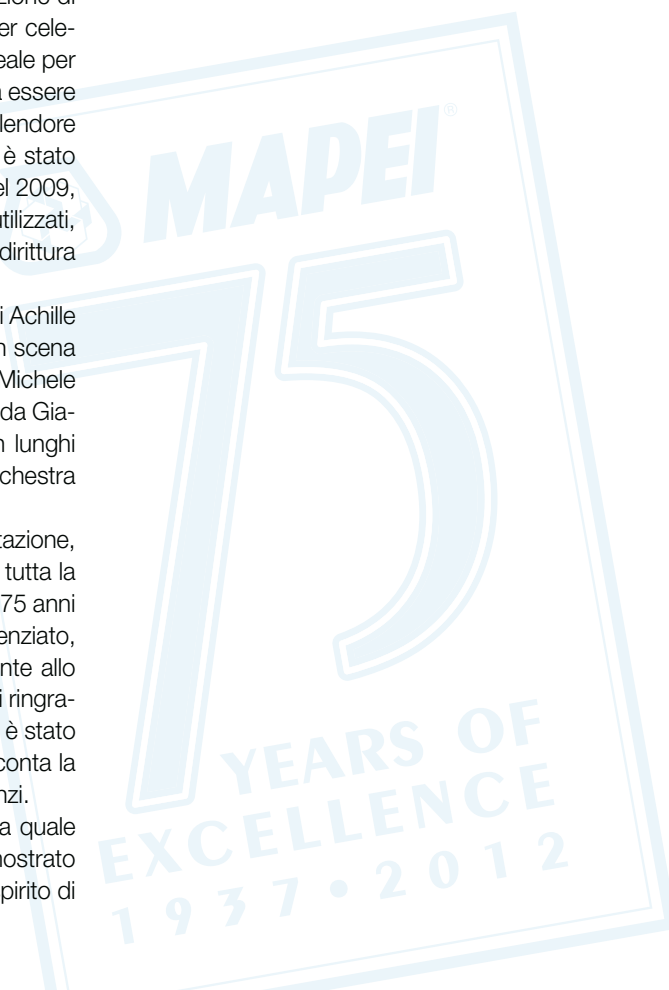 zione di
er cele-
eale per
essere
lendore
è stato
el 2009,
tilizzati,
dirittura
i Achille
n scena
Michele
da Gia-
n lunghi
chestra
tazione,
tutta la
75 anni
enziato,
nte allo
i ringra-
è stato
conta la
nzi.
a quale
nostrato
pirito di
MAPEI®
75
YEARS OF
EXCELLENCE
1937•2012